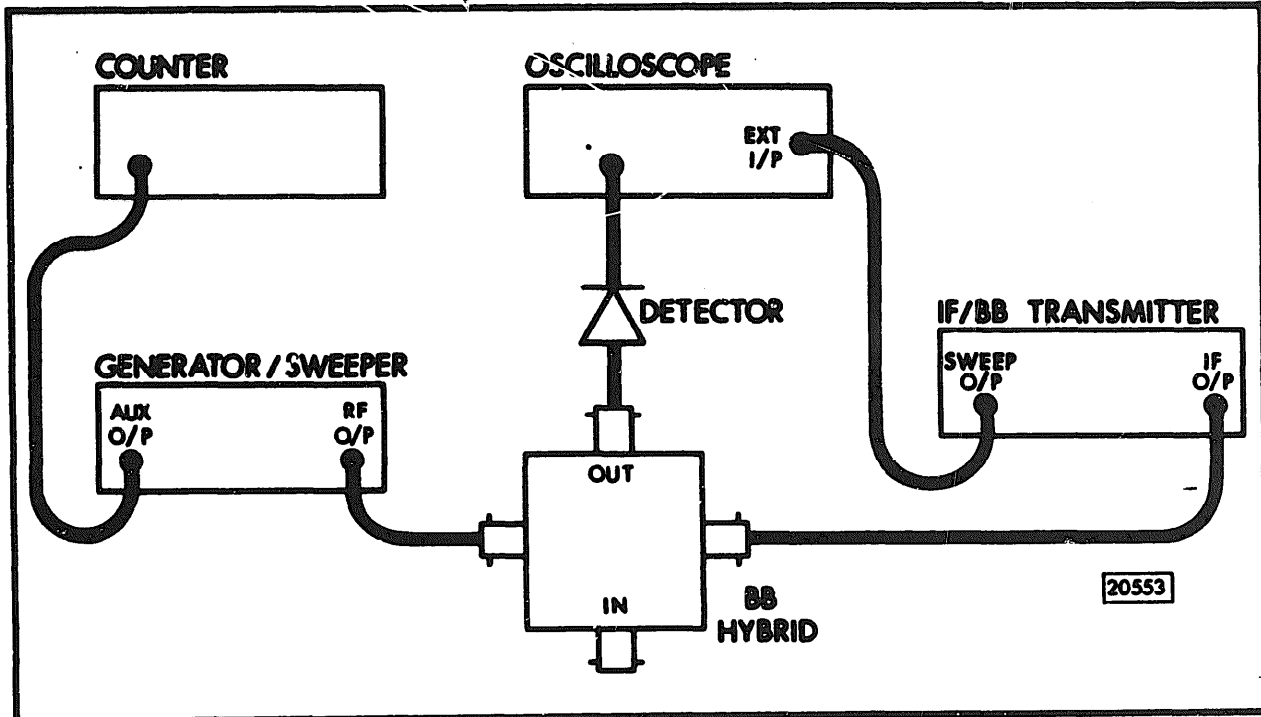 COUNTER
OSCILLOSCOPE
EXT
I/P
DETECTOR
IF/BB TRANSMITTER
SWEEP
O/P
IF
O/P
GENERATOR / SWEEPER
AUX
O/P
RF
O/P
OUT
IN
BB
HYBRID
20553